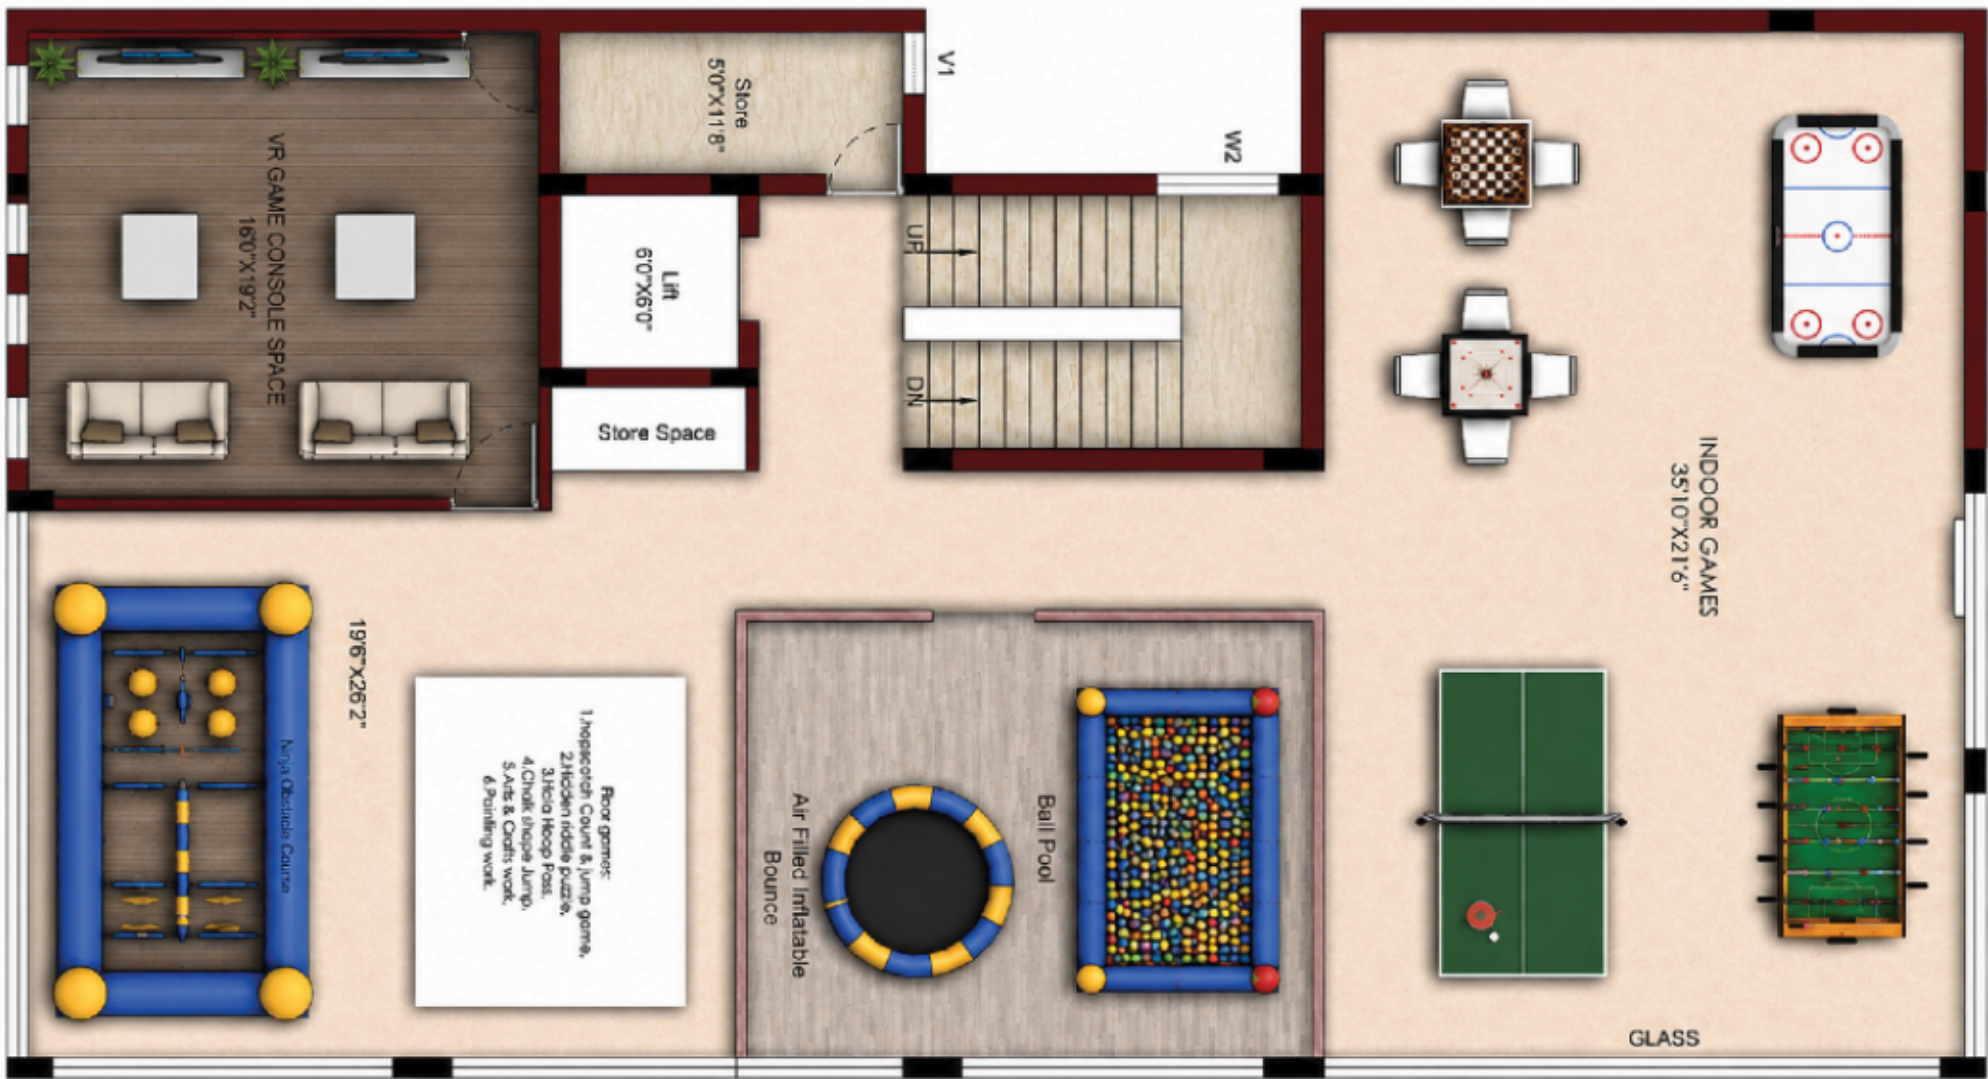 V1
Store
5'0"X11'8"
W2
VR GAME CONSOLE SPACE
16'0"X19'2"
UP
Lift
6'0"X6'0"
DN
Store Space
INDOOR GAMES
35'10"X21'6"
19'6"X26'2"
Ninja Obstacle Course
Floor games:
1.hopscotch Count & jump game,
2.Hidden riddle puzzle,
3.Hola Hoop Pass.
4.Chalk shape Jump,
5.Arts & Crafts work,
6.Painting work.
Air Filled Inflatable
Bounce
Ball Pool
GLASS